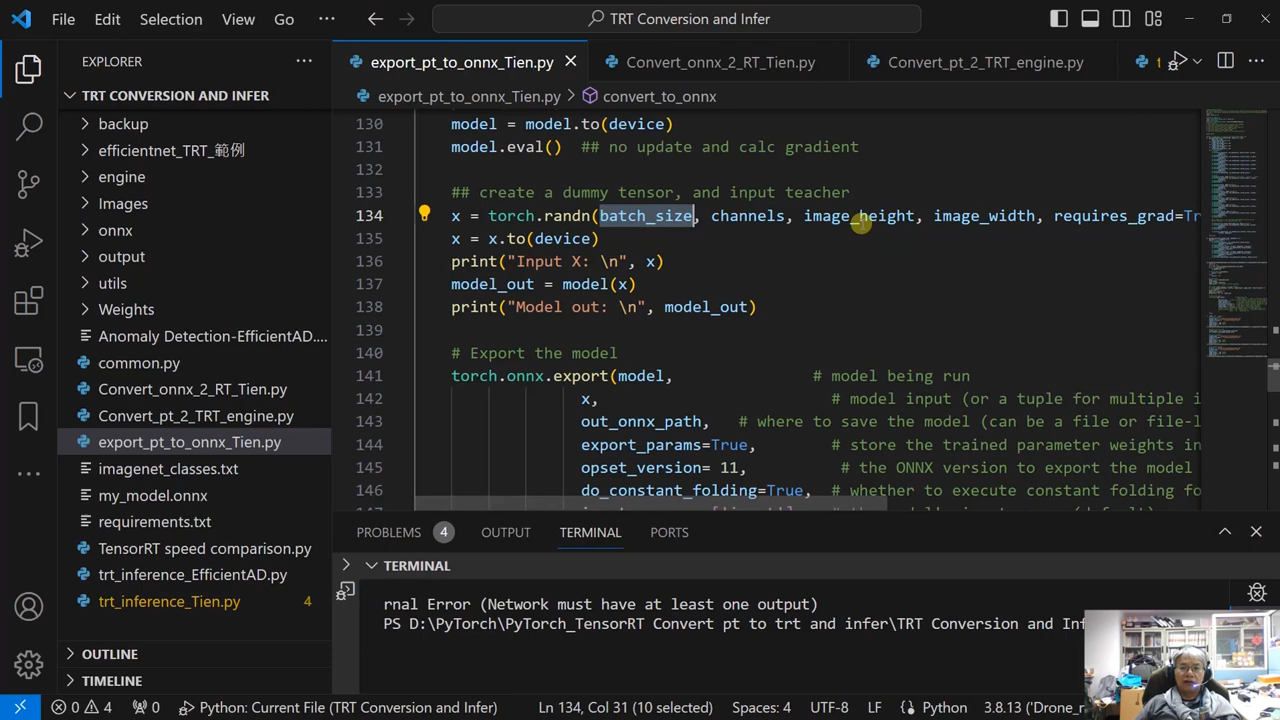 File Edit Selection View Go ··· TRT Conversion and Infer
EXPLORER ···
TRT CONVERSION AND INFER
backup
efficientnet_TRT_範例
engine
Images
onnx
output
utils
Weights
Anomaly Detection-EfficientAD....
common.py
Convert_onnx_2_RT_Tien.py
Convert_pt_2_TRT_engine.py
export_pt_to_onnx_Tien.py
imagenet_classes.txt
my_model.onnx
requirements.txt
TensorRT speed comparison.py
trt_inference_EfficientAD.py
trt_inference_Tien.py 4
OUTLINE
TIMELINE
export_pt_to_onnx_Tien.py Convert_onnx_2_RT_Tien.py Convert_pt_2_TRT_engine.py
export_pt_to_onnx_Tien.py > convert_to_onnx
130 model = model.to(device)
131 model.eval() ## no update and calc gradient
132
133 ## create a dummy tensor, and input teacher
134 x = torch.randn(batch_size, channels, image_height, image_width, requires_grad=Tr
135 x = x.to(device)
136 print("Input X: \n", x)
137 model_out = model(x)
138 print("Model out: \n", model_out)
139
140 # Export the model
141 torch.onnx.export(model, # model being run
142 x, # model input (or a tuple for multiple i
143 out_onnx_path, # where to save the model (can be a file or file-l
144 export_params=True, # store the trained parameter weights in
145 opset_version= 11, # the ONNX version to export the model
146 do_constant_folding=True, # whether to execute constant folding fo
PROBLEMS 4 OUTPUT TERMINAL PORTS
TERMINAL
rnal Error (Network must have at least one output)
PS D:\PyTorch\PyTorch_TensorRT Convert pt to trt and infer\TRT Conversion and Inf
0 4 0 Python: Current File (TRT Conversion and Infer) Ln 134, Col 31 (10 selected) Spaces: 4 UTF-8 LF Python 3.8.13 ('Drone_